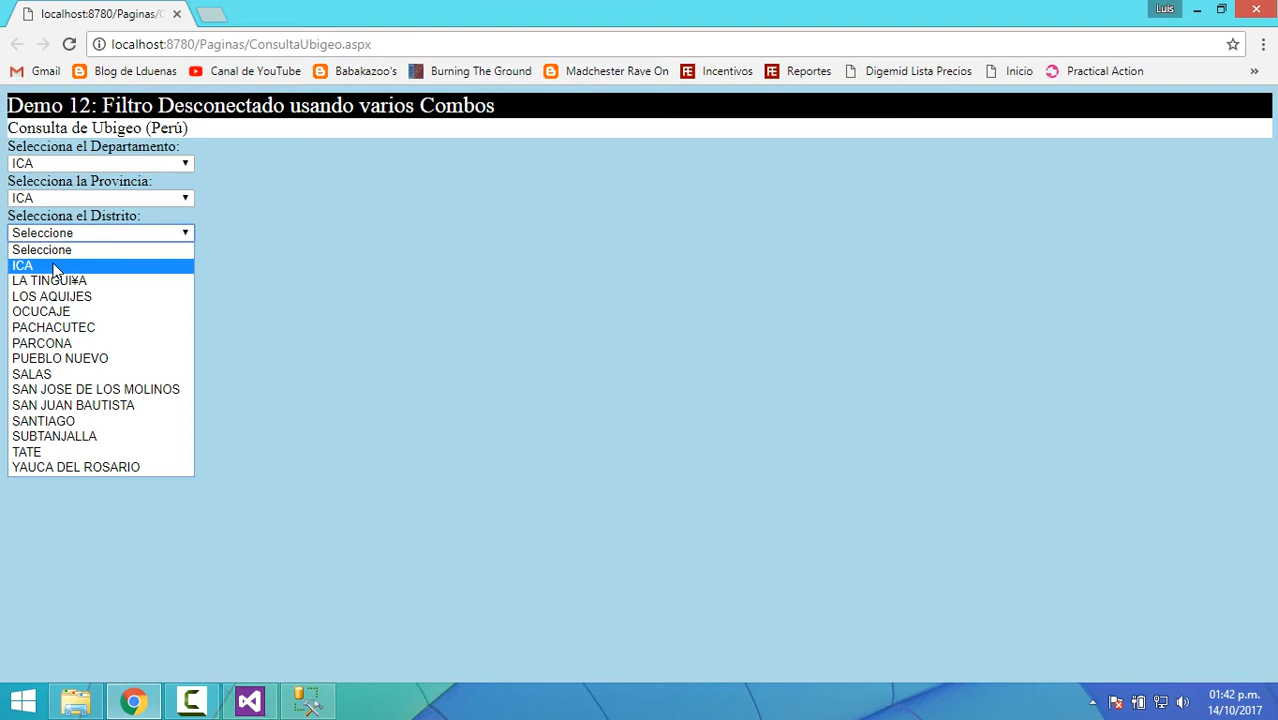 localhost:8780/Paginas/C
Luis
localhost:8780/Paginas/ConsultaUbigeo.aspx
Gmail Blog de Lduenas Canal de YouTube Babakazoo's Burning The Ground Madchester Rave On Incentivos Reportes Digemid Lista Precios Inicio Practical Action »
Demo 12: Filtro Desconectado usando varios Combos
Consulta de Ubigeo (Perú)
Selecciona el Departamento:
ICA
Selecciona la Provincia:
ICA
Selecciona el Distrito:
Seleccione
Seleccione
ICA
LA TINGUI¥A
LOS AQUIJES
OCUCAJE
PACHACUTEC
PARCONA
PUEBLO NUEVO
SALAS
SAN JOSE DE LOS MOLINOS
SAN JUAN BAUTISTA
SANTIAGO
SUBTANJALLA
TATE
YAUCA DEL ROSARIO
01:42 p.m.
14/10/2017